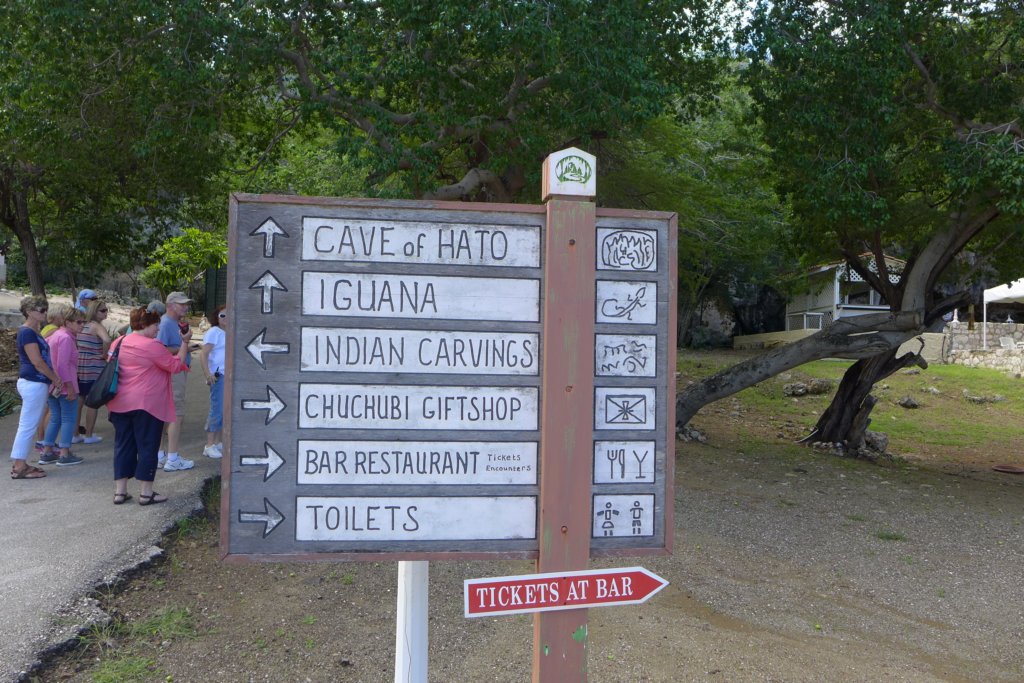 CAVE of HATO
IGUANA
INDIAN CARVINGS
CHUCHUBI GIFTSHOP
BAR RESTAURANT Tickets
Encounters
TOILETS
TICKETS AT BAR